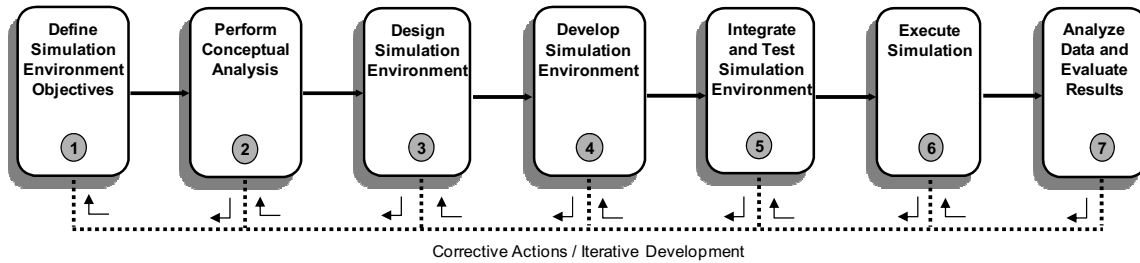 Define
Simulation
Environment
Objectives
1
Perform
Conceptual
Analysis
2
Design
Simulation
Environment
3
Develop
Simulation
Environment
4
Integrate
and Test
Simulation
Environment
5
Execute
Simulation
6
Analyze
Data and
Evaluate
Results
7
Corrective Actions / Iterative Development